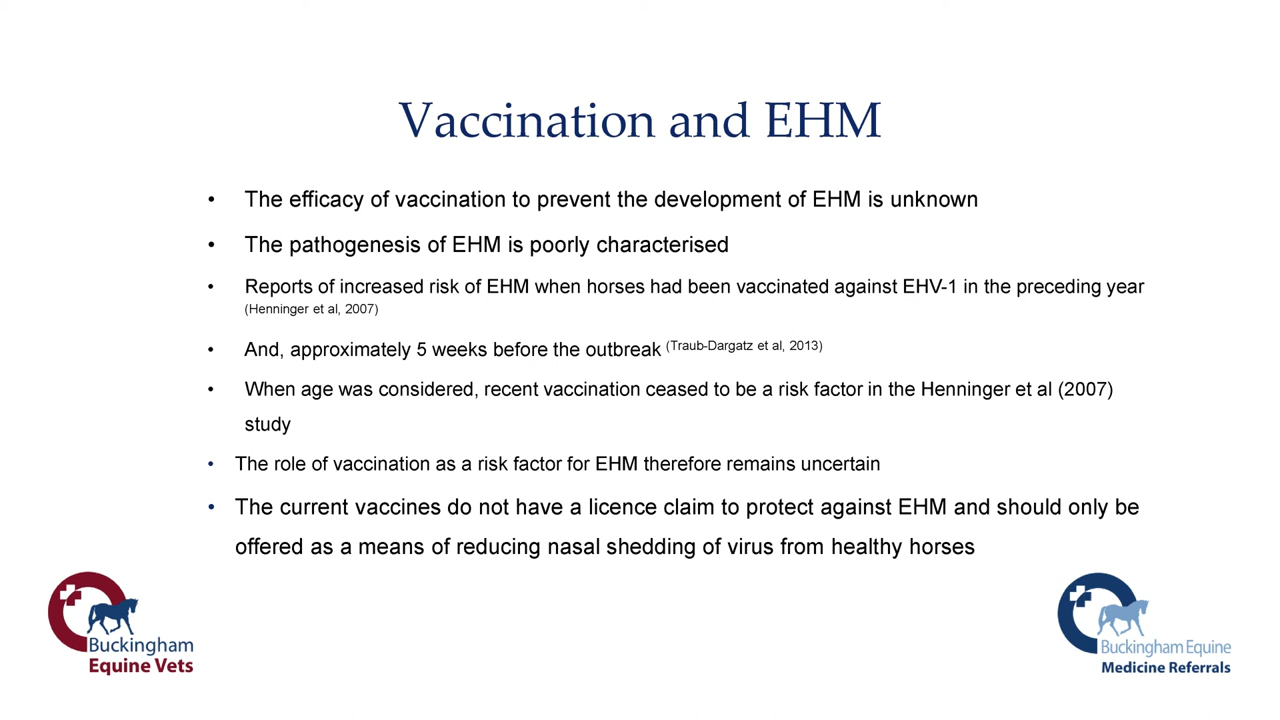 Vaccination and EHM
• The efficacy of vaccination to prevent the development of EHM is unknown
• The pathogenesis of EHM is poorly characterised
• Reports of increased risk of EHM when horses had been vaccinated against EHV-1 in the preceding year
(Henninger et al, 2007)
• And, approximately 5 weeks before the outbreak (Traub-Dargatz et al, 2013)
• When age was considered, recent vaccination ceased to be a risk factor in the Henninger et al (2007)
study
• The role of vaccination as a risk factor for EHM therefore remains uncertain
• The current vaccines do not have a licence claim to protect against EHM and should only be
offered as a means of reducing nasal shedding of virus from healthy horses
Buckingham
Equine Vets
Buckingham Equine
Medicine Referrals